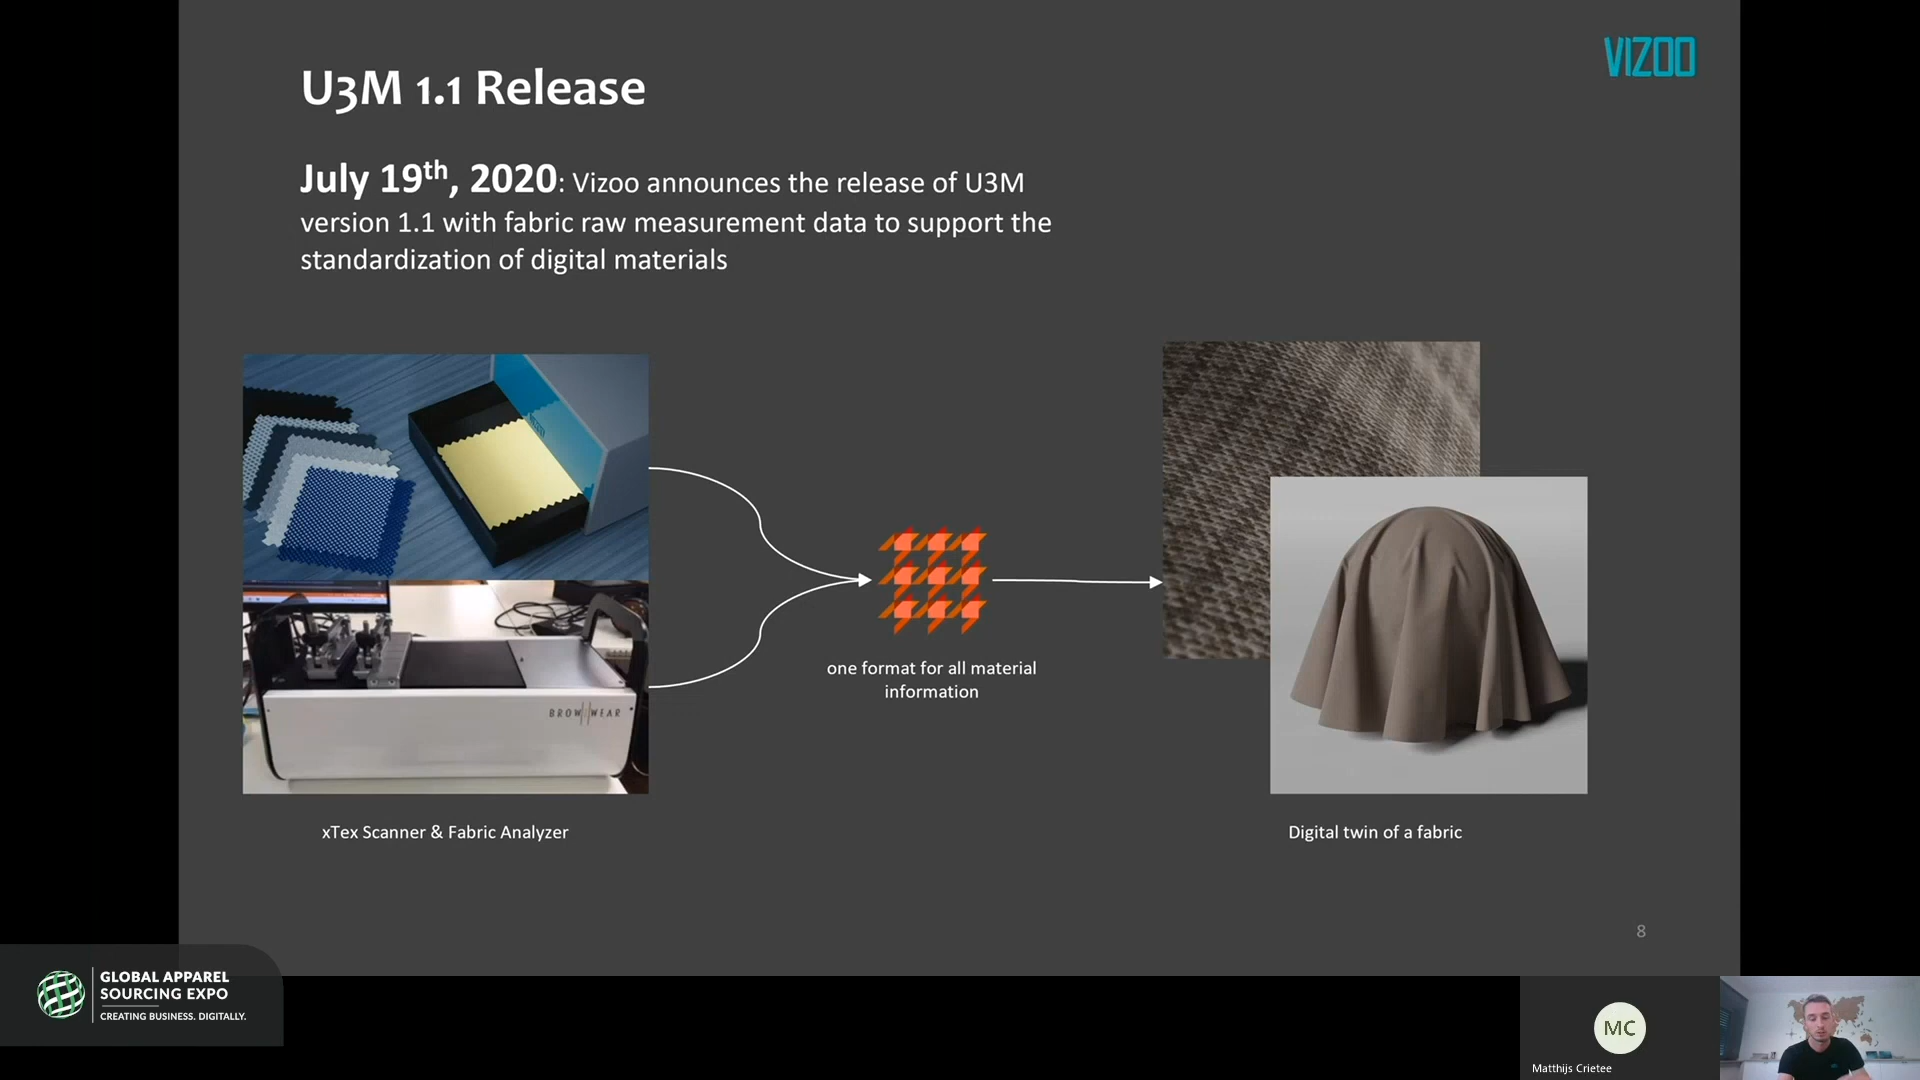 VIZOO
U3M 1.1 Release
July 19th, 2020: Vizoo announces the release of U3M
version 1.1 with fabric raw measurement data to support the
standardization of digital materials
BROWWEAR
one format for all material
information
xTex Scanner & Fabric Analyzer
Digital twin of a fabric
8
GLOBAL APPAREL
SOURCING EXPO
CREATING BUSINESS. DIGITALLY.
MC
Matthijs Crietee